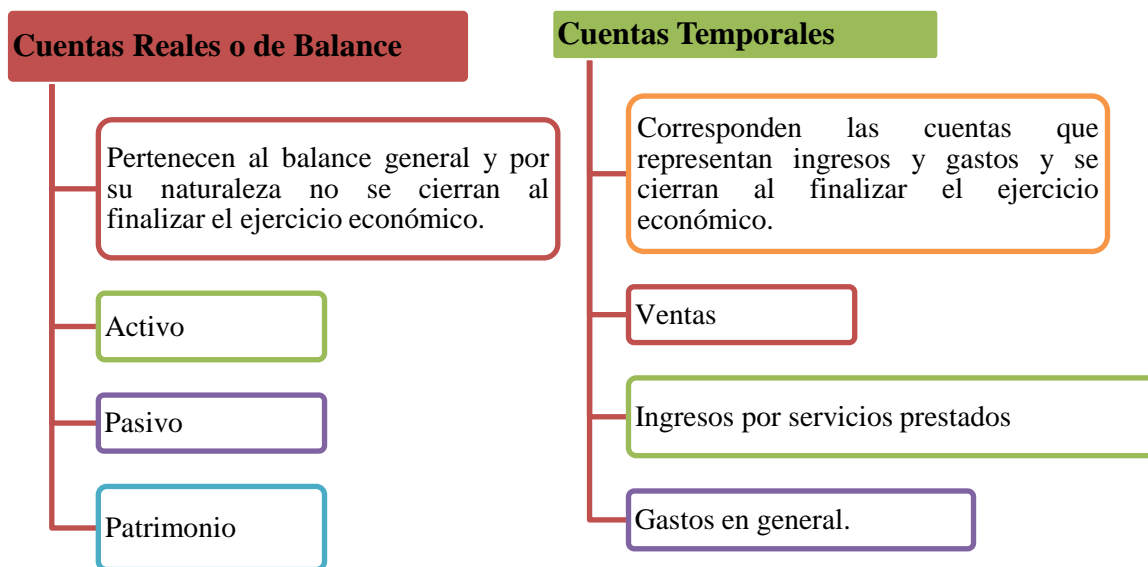 Cuentas Reales o de Balance
Pertenecen al balance general y por
su naturaleza no se cierran al
finalizar el ejercicio económico.
Activo
Pasivo
Patrimonio
Cuentas Temporales
Corresponden las cuentas que
representan ingresos y gastos y se
cierran al finalizar el ejercicio
económico.
Ventas
Ingresos por servicios prestados
Gastos en general.